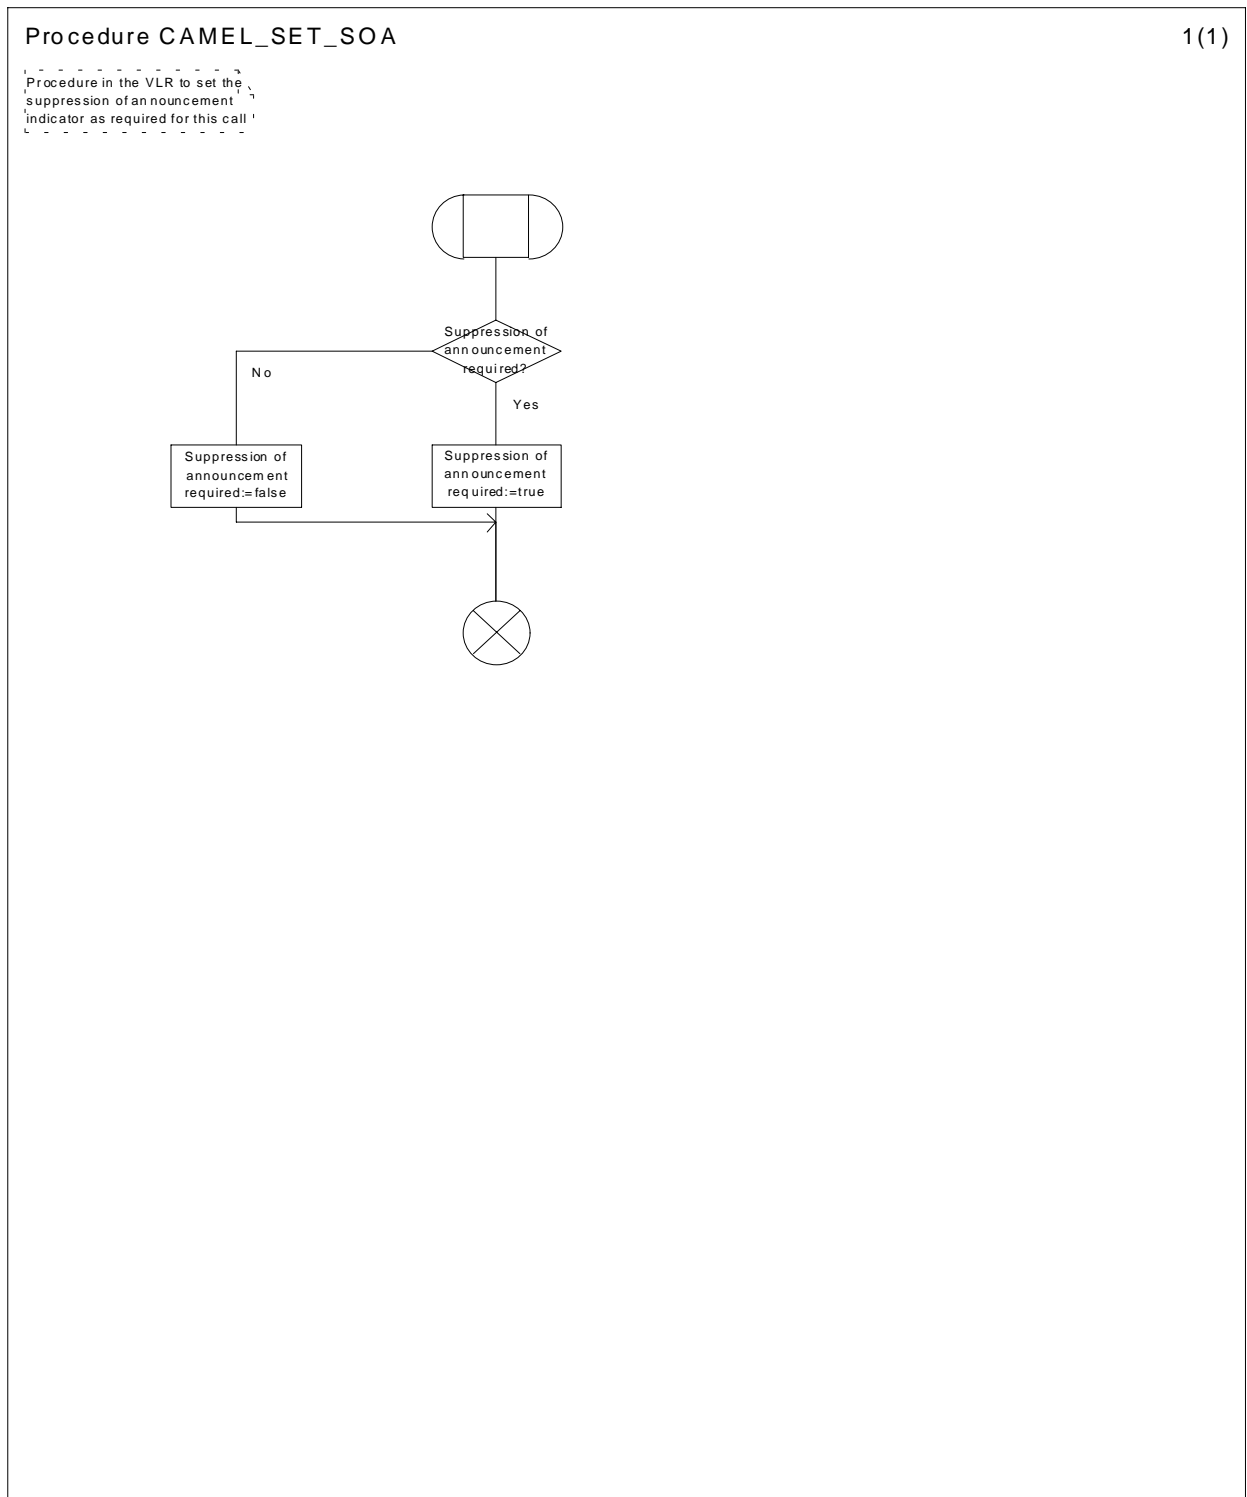 Procedure CAMEL_SET_SOA 1(1)
Procedure in the VLR to set the
suppression of announcement
indicator as required for this call
Suppression of
announcement
required?
No
Yes
Suppression of
announcement
required:=false
Suppression of
announcement
required:=true